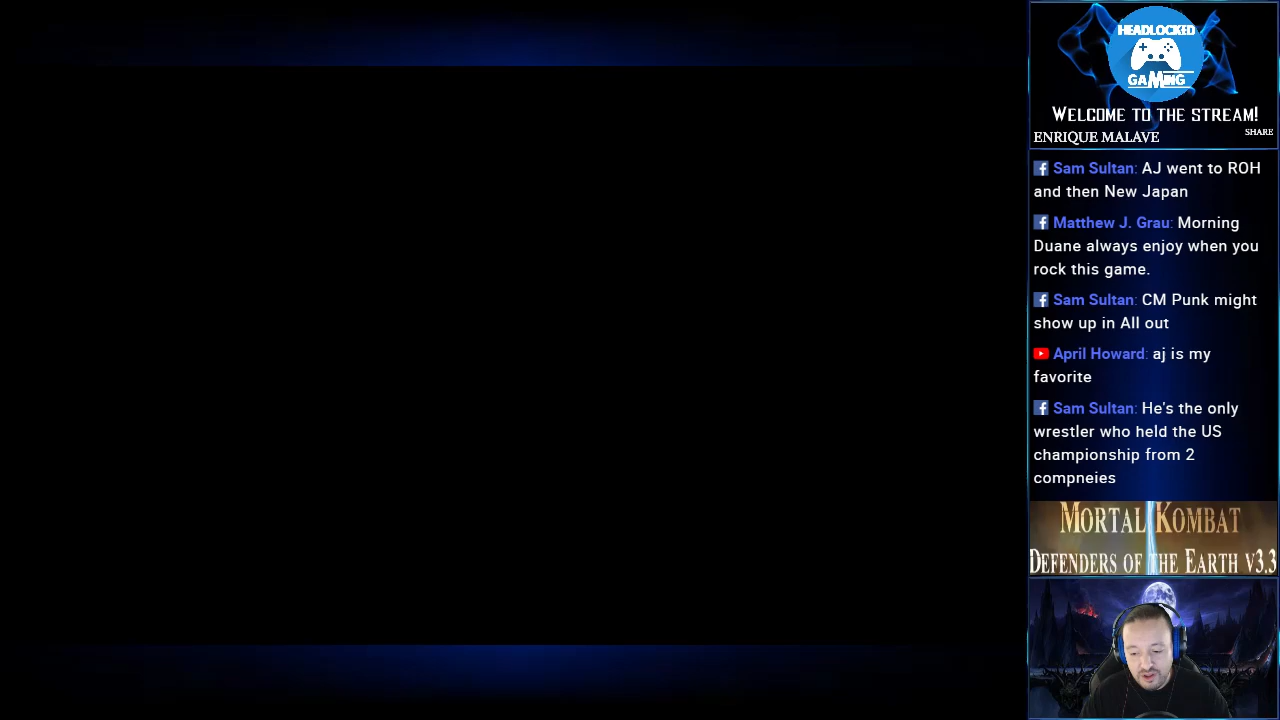 HEADLOCKED
GAMING
WELCOME TO THE STREAM!
SHARE
ENRIQUE MALAVE
Sam Sultan: AJ went to ROH
and then New Japan
Matthew J. Grau: Morning
Duane always enjoy when you
rock this game.
Sam Sultan: CM Punk might
show up in All out
April Howard: aj is my
favorite
Sam Sultan: He's the only
wrestler who held the US
championship from 2
compneies
MORTAL KOMBAT
DEFENDERS OF THE EARTH V3.3